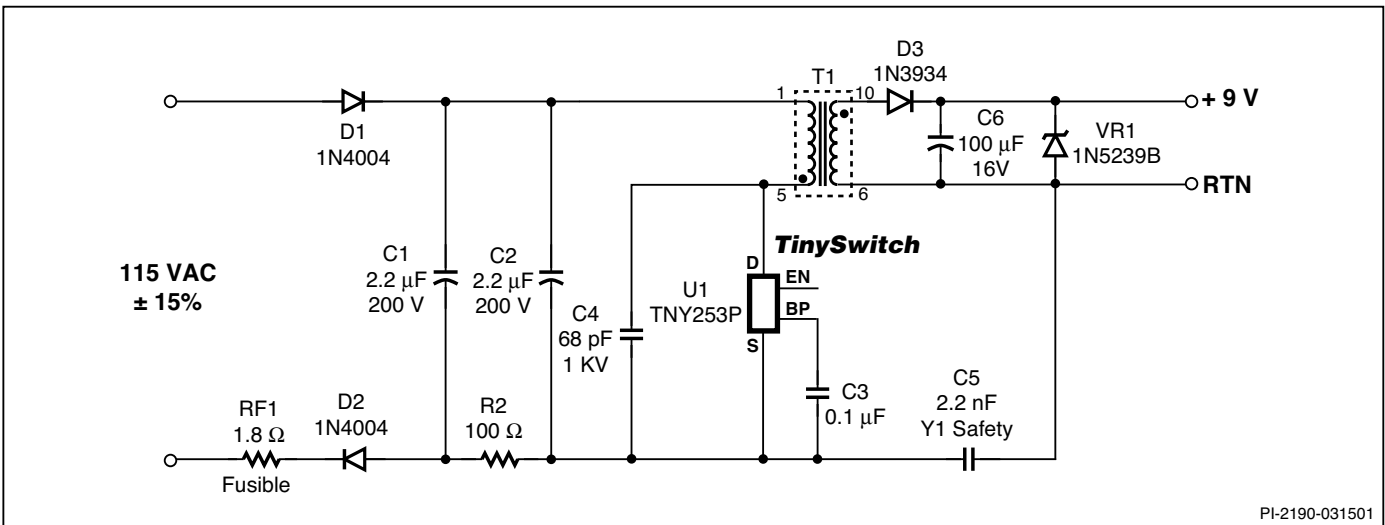 D3
1N3934
T1
1
10
+ 9 V
D1
1N4004
C6
100 µF
16V
VR1
1N5239B
5
6
RTN
TinySwitch
115 VAC
± 15%
C1
2.2 µF
200 V
C2
2.2 µF
200 V
D
EN
U1
TNY253P
BP
S
C4
68 pF
1 KV
C3
0.1 µF
C5
2.2 nF
Y1 Safety
RF1
1.8 Ω
Fusible
D2
1N4004
R2
100 Ω
PI-2190-031501